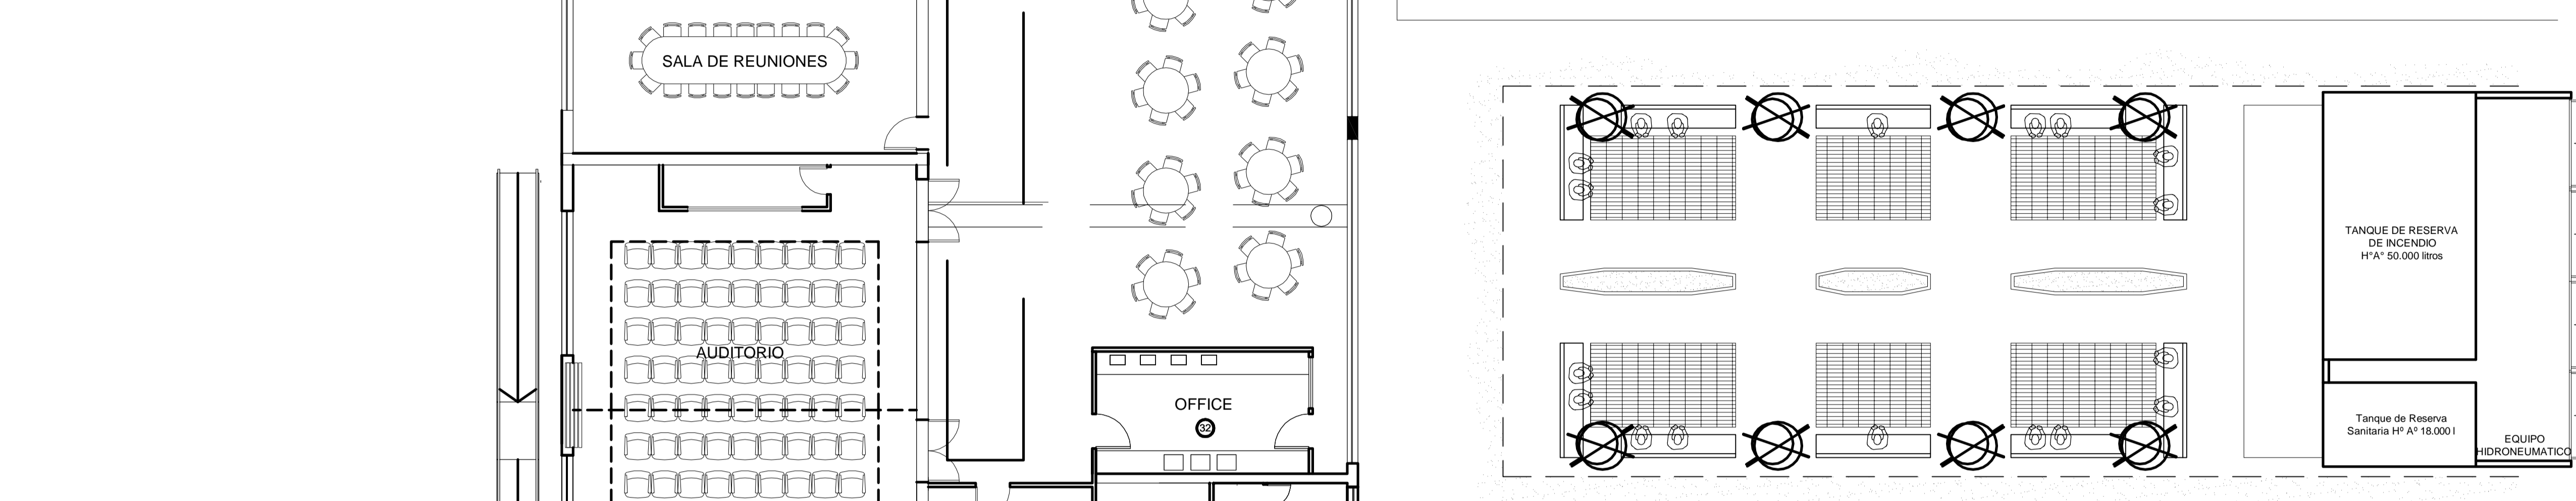 SALA DE REUNIONES
AUDITORIO
OFFICE
32
TANQUE DE RESERVA
DE INCENDIO
H°A° 50.000 litros
Tanque de Reserva
Sanitaria Hº Aº 18.000 l
EQUIPO
HIDRONEUMATICO